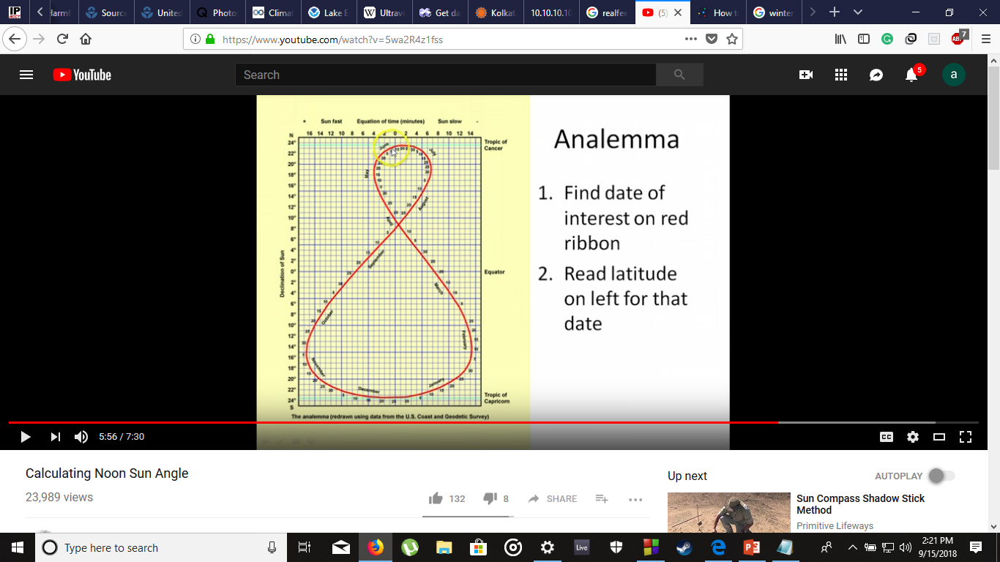 Harmf
Source
United
Photos
Climat
Lake E
Ultravi
Get da
Kolkat
10.10.10.10
realfee
(5)
How to
winter
https://www.youtube.com/watch?v=5wa2R4z1fss
7
YouTube
Search
5
a
+ Sun fast Equation of time (minutes) Sun slow -
16 14 12 10 8 6 4 2 0 2 4 6 8 10 12 14
N
24°
22°
20°
18°
16°
14°
12°
10°
8°
6°
4°
2°
0°
2°
4°
6°
8°
10°
12°
14°
16°
18°
20°
22°
24°
S
Declination of Sun
Tropic of
Cancer
Equator
Tropic of
Capricorn
June
July
May
August
April
September
March
October
February
November
December
January
The analemma (redrawn using data from the U.S. Coast and Geodetic Survey)
Analemma
1. Find date of
interest on red
ribbon
2. Read latitude
on left for that
date
5:56 / 7:30
CC
Calculating Noon Sun Angle
23,989 views
132
8
SHARE
Up next
AUTOPLAY
Sun Compass Shadow Stick
Method
Primitive Lifeways
Type here to search
Live
2:21 PM
9/15/2018